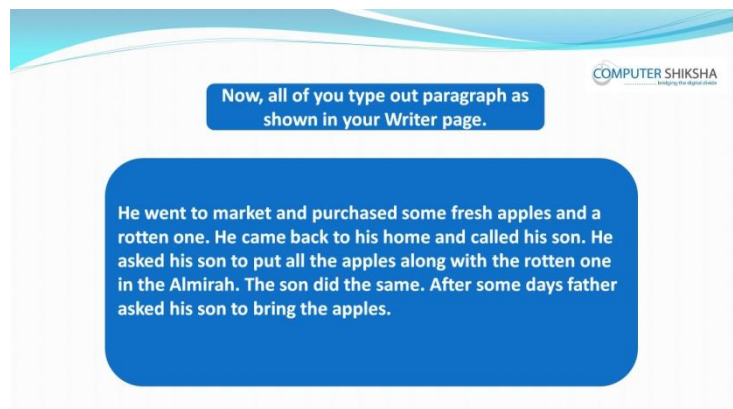 COMPUTER SHIKSHA
bridging the digital divide
Now, all of you type out paragraph as
shown in your Writer page.
He went to market and purchased some fresh apples and a
rotten one. He came back to his home and called his son. He
asked his son to put all the apples along with the rotten one
in the Almirah. The son did the same. After some days father
asked his son to bring the apples.